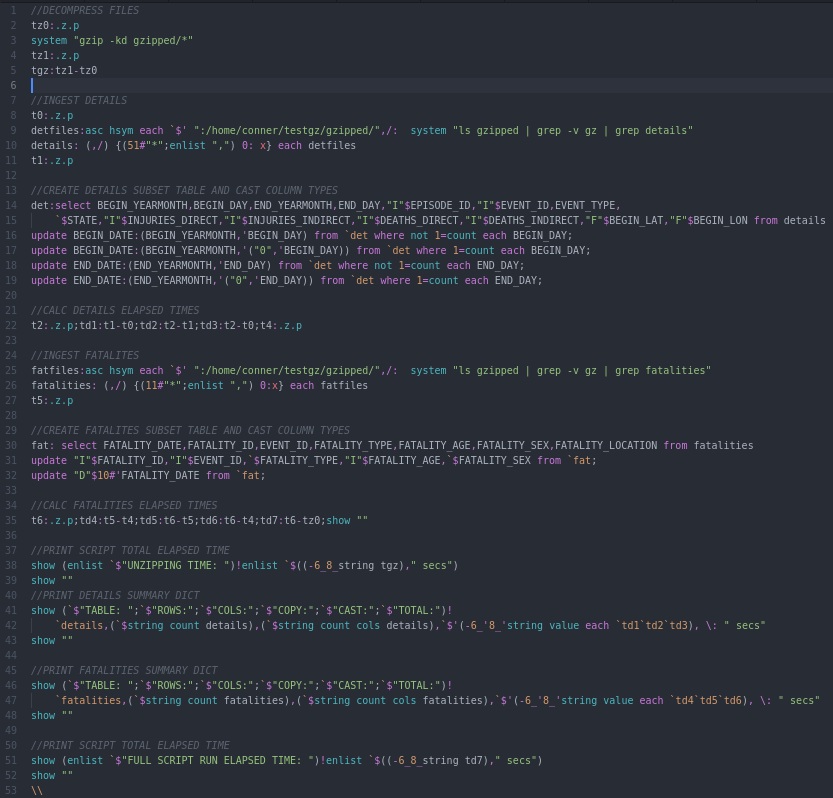 1 //DECOMPRESS FILES
2 tz0:.z.p
3 system "gzip -kd gzipped/*"
4 tz1:.z.p
5 tgz:tz1-tz0
6
7 //INGEST DETAILS
8 t0:.z.p
9 detfiles:asc hsym each `$' ":/home/conner/testgz/gzipped/",/:  system "ls gzipped | grep -v gz | grep details"
10 details: (,/) {(51#"*";enlist ",") 0: x} each detfiles
11 t1:.z.p
12
13 //CREATE DETAILS SUBSET TABLE AND CAST COLUMN TYPES
14 det:select BEGIN_YEARMONTH,BEGIN_DAY,END_YEARMONTH,END_DAY,"I"$EPISODE_ID,"I"$EVENT_ID,EVENT_TYPE,
15     `$STATE,"I"$INJURIES_DIRECT,"I"$INJURIES_INDIRECT,"I"$DEATHS_DIRECT,"I"$DEATHS_INDIRECT,"F"$BEGIN_LAT,"F"$BEGIN_LON from details
16 update BEGIN_DATE:(BEGIN_YEARMONTH,'BEGIN_DAY) from `det where not 1=count each BEGIN_DAY;
17 update BEGIN_DATE:(BEGIN_YEARMONTH,'("0",'BEGIN_DAY)) from `det where 1=count each BEGIN_DAY;
18 update END_DATE:(END_YEARMONTH,'END_DAY) from `det where not 1=count each END_DAY;
19 update END_DATE:(END_YEARMONTH,'("0",'END_DAY)) from `det where 1=count each END_DAY;
20
21 //CALC DETAILS ELAPSED TIMES
22 t2:.z.p;td1:t1-t0;td2:t2-t1;td3:t2-t0;t4:.z.p
23
24 //INGEST FATALITES
25 fatfiles:asc hsym each `$' ":/home/conner/testgz/gzipped/",/:  system "ls gzipped | grep -v gz | grep fatalities"
26 fatalities: (,/) {(11#"*";enlist ",") 0:x} each fatfiles
27 t5:.z.p
28
29 //CREATE FATALITES SUBSET TABLE AND CAST COLUMN TYPES
30 fat: select FATALITY_DATE,FATALITY_ID,EVENT_ID,FATALITY_TYPE,FATALITY_AGE,FATALITY_SEX,FATALITY_LOCATION from fatalities
31 update "I"$FATALITY_ID,"I"$EVENT_ID,`$FATALITY_TYPE,"I"$FATALITY_AGE,`$FATALITY_SEX from `fat;
32 update "D"$10#'FATALITY_DATE from `fat;
33
34 //CALC FATALITIES ELAPSED TIMES
35 t6:.z.p;td4:t5-t4;td5:t6-t5;td6:t6-t4;td7:t6-tz0;show ""
36
37 //PRINT SCRIPT TOTAL ELAPSED TIME
38 show (enlist `$"UNZIPPING TIME: ")!enlist `$((-6_8_string tgz)," secs")
39 show ""
40 //PRINT DETAILS SUMMARY DICT
41 show (`$"TABLE: ";`$"ROWS:";`$"COLS:";`$"COPY:";`$"CAST:";`$"TOTAL:")!
42     `details,(`$string count details),(`$string count cols details),`$'(-6_'8_'string value each `td1`td2`td3), \: " secs"
43 show ""
44
45 //PRINT FATALITIES SUMMARY DICT
46 show (`$"TABLE: ";`$"ROWS:";`$"COLS:";`$"COPY:";`$"CAST:";`$"TOTAL:")!
47     `fatalities,(`$string count fatalities),(`$string count cols fatalities),`$'(-6_'8_'string value each `td4`td5`td6), \: " secs"
48 show ""
49
50 //PRINT SCRIPT TOTAL ELAPSED TIME
51 show (enlist `$"FULL SCRIPT RUN ELAPSED TIME: ")!enlist `$((-6_8_string td7)," secs")
52 show ""
53 \\